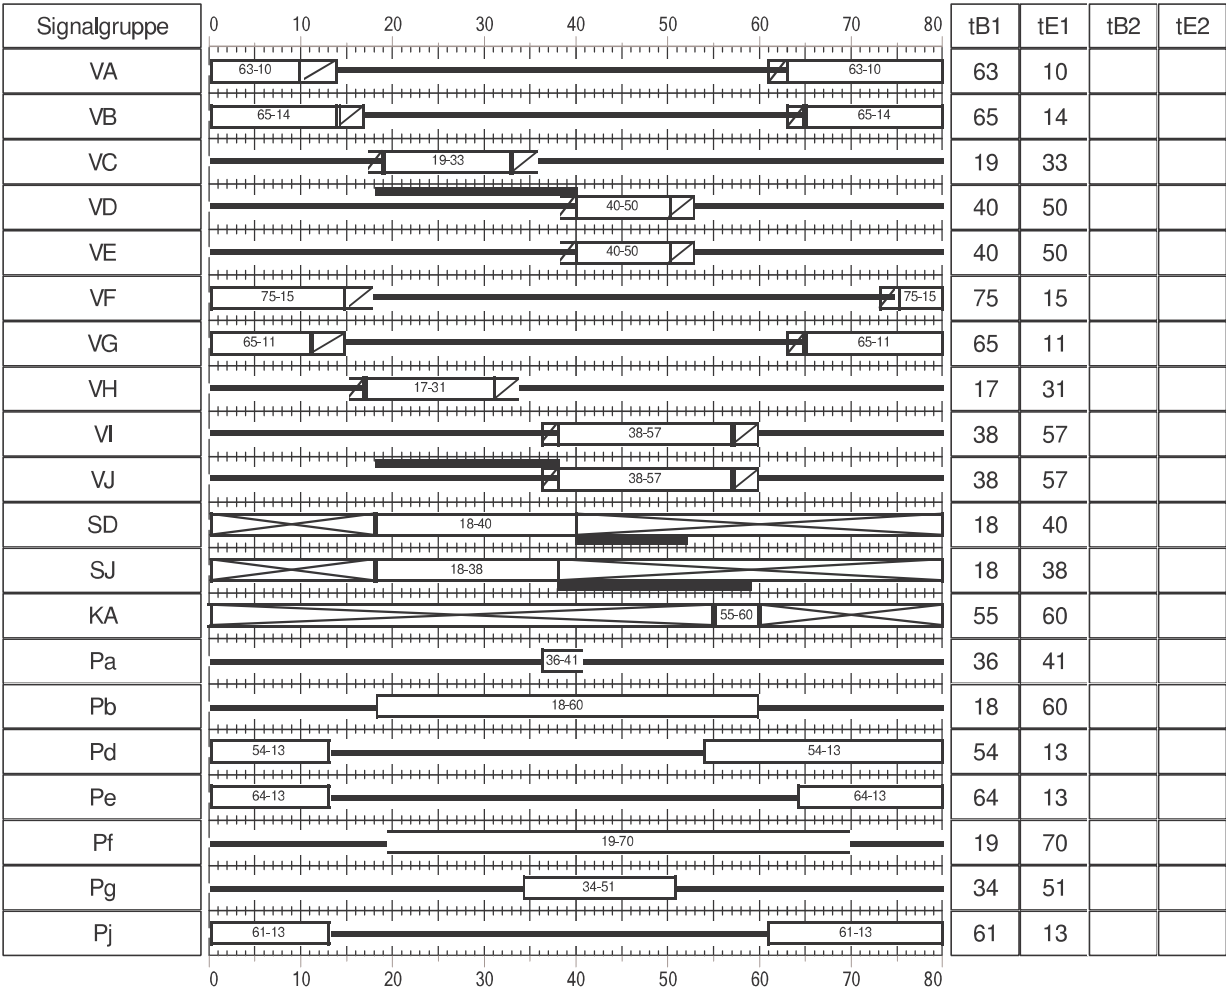 Signalgruppe 0 10 20 30 40 50 60 70 80 tB1 tE1 tB2 tE2
VA 63-10 63-10 63 10
VB 65-14 65-14 65 14
VC 19-33 19 33
VD 40-50 40 50
VE 40-50 40 50
VF 75-15 75-15 75 15
VG 65-11 65-11 65 11
VH 17-31 17 31
VI 38-57 38 57
VJ 38-57 38 57
SD 18-40 18 40
SJ 18-38 18 38
KA 55-60 55 60
Pa 36-41 36 41
Pb 18-60 18 60
Pd 54-13 54-13 54 13
Pe 64-13 64-13 64 13
Pf 19-70 19 70
Pg 34-51 34 51
Pj 61-13 61-13 61 13
0 10 20 30 40 50 60 70 80